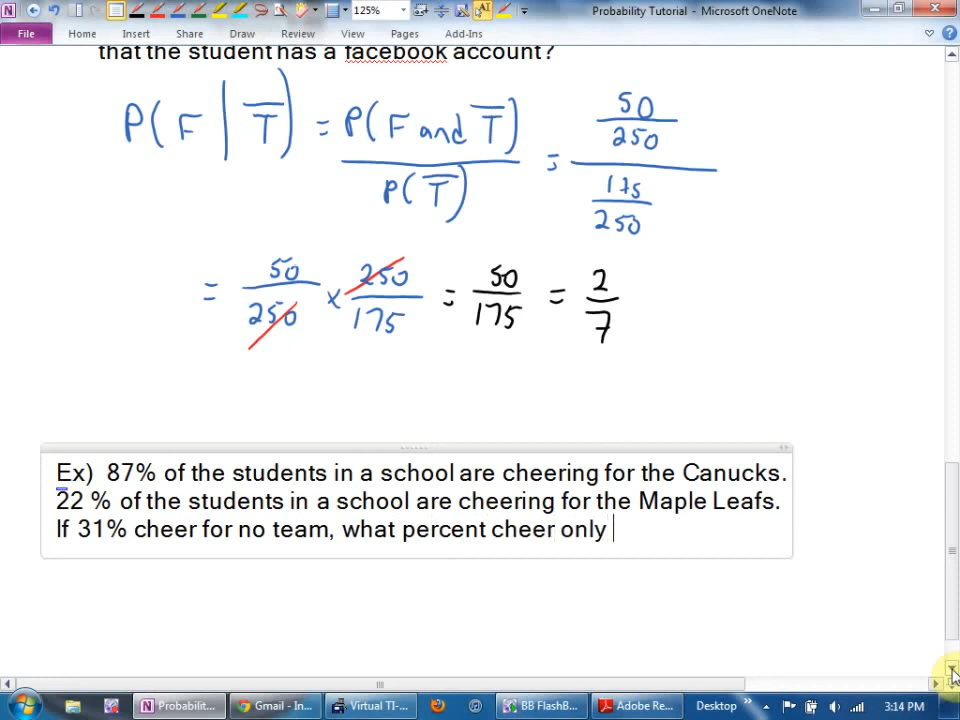 125%
Probability Tutorial - Microsoft OneNote
File Home Insert Share Draw Review View Pages Add-Ins
that the student has a facebook account?
P( F | T̅ ) = P( F and T̅ ) / P( T̅ ) = 50/250 / 175/250
= 50/250 x 250/175 = 50/175 = 2/7
Ex) 87% of the students in a school are cheering for the Canucks.
22 % of the students in a school are cheering for the Maple Leafs.
If 31% cheer for no team, what percent cheer only
Probabilit... Gmail - In... Virtual TI-... BB FlashB... Adobe Re... Desktop 3:14 PM